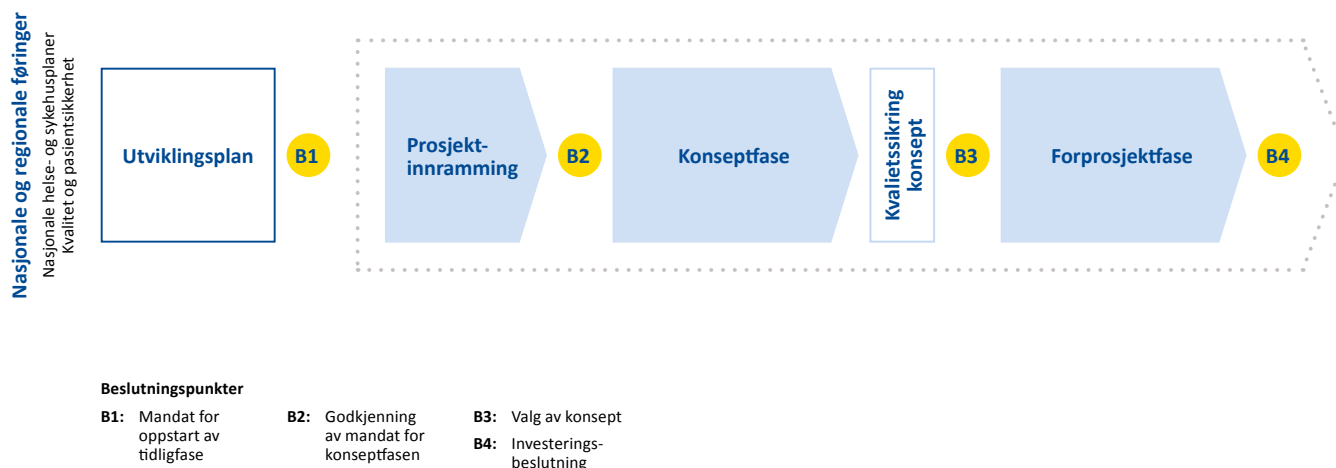 Nasjonale og regionale føringer
Nasjonale helse- og sykehusplaner
Kvalitet og pasientsikkerhet
Utviklingsplan
B1
Prosjekt-
innramming
B2
Konseptfase
Kvalietssikring
konsept
B3
Forprosjektfase
B4
Beslutningspunkter
B1: Mandat for
oppstart av
tidligfase
B2: Godkjenning
av mandat for
konseptfasen
B3: Valg av konsept
B4: Investerings-
beslutning